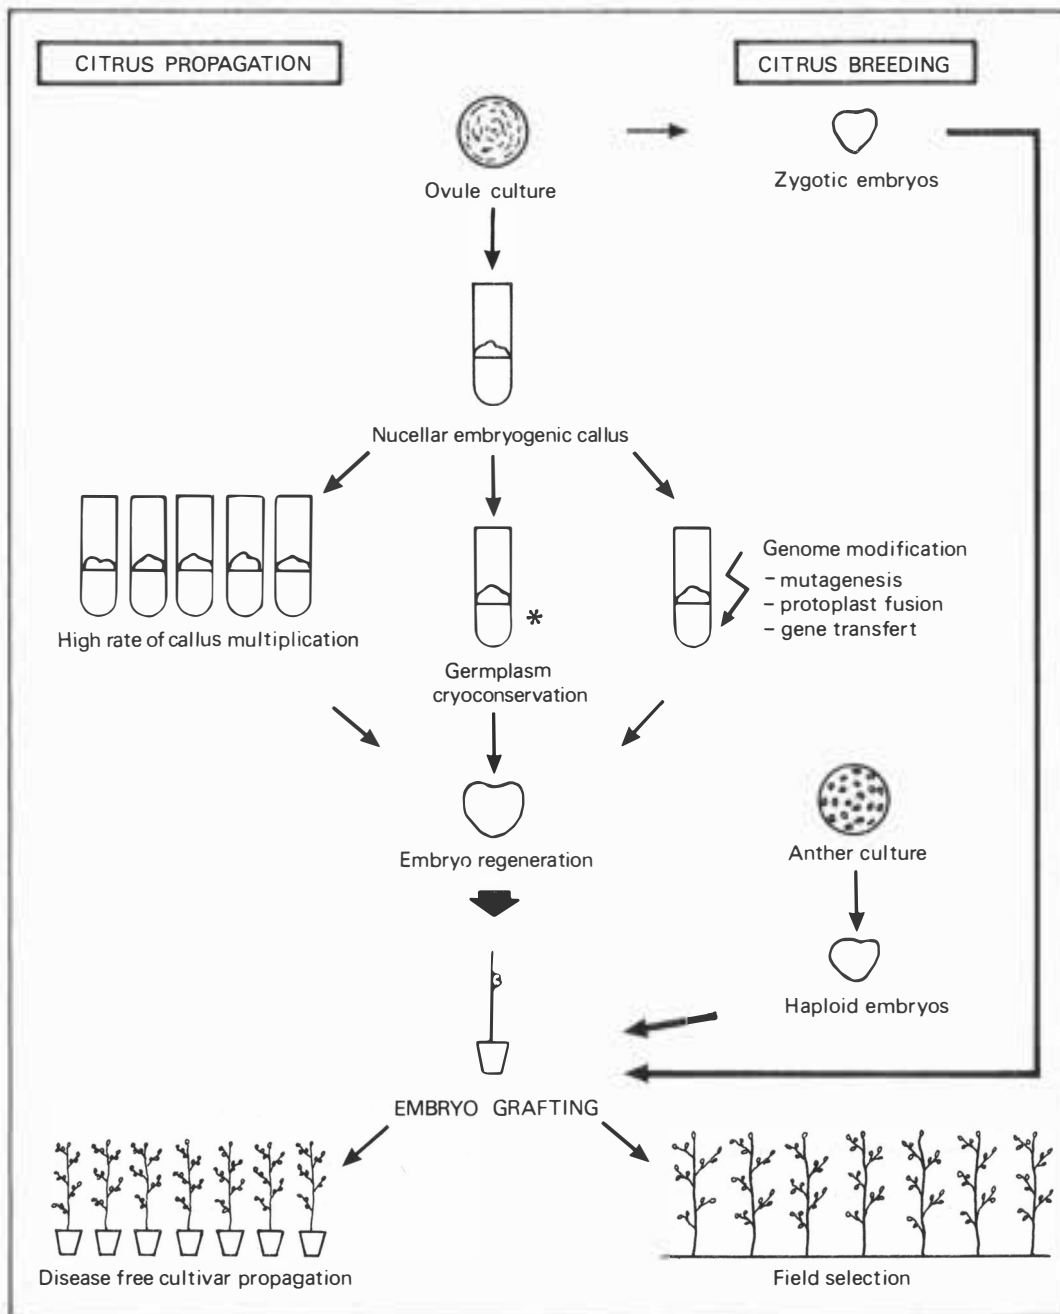 CITRUS PROPAGATION
CITRUS BREEDING
Ovule culture
Zygotic embryos
Nucellar embryogenic callus
High rate of callus multiplication
*
Germplasm
cryoconservation
Genome modification
– mutagenesis
– protoplast fusion
– gene transfert
Embryo regeneration
Anther culture
Haploid embryos
EMBRYO GRAFTING
Disease free cultivar propagation
Field selection